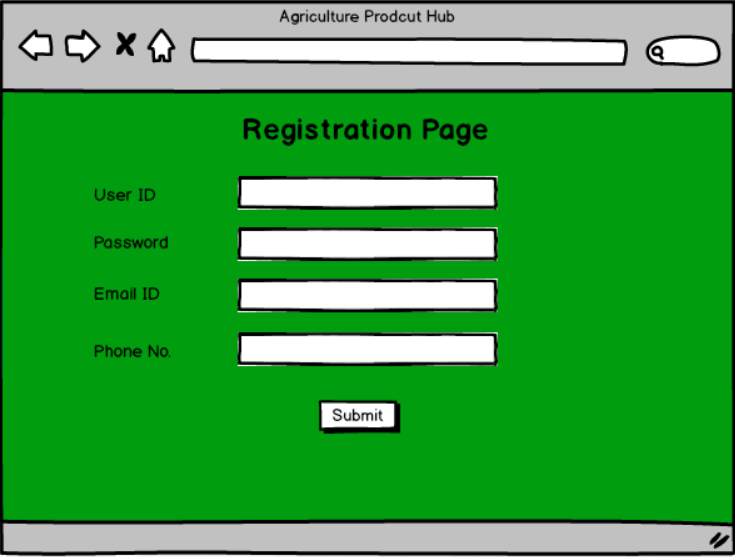 Agriculture Prodcut Hub
Registration Page
User ID
Password
Email ID
Phone No.
Submit